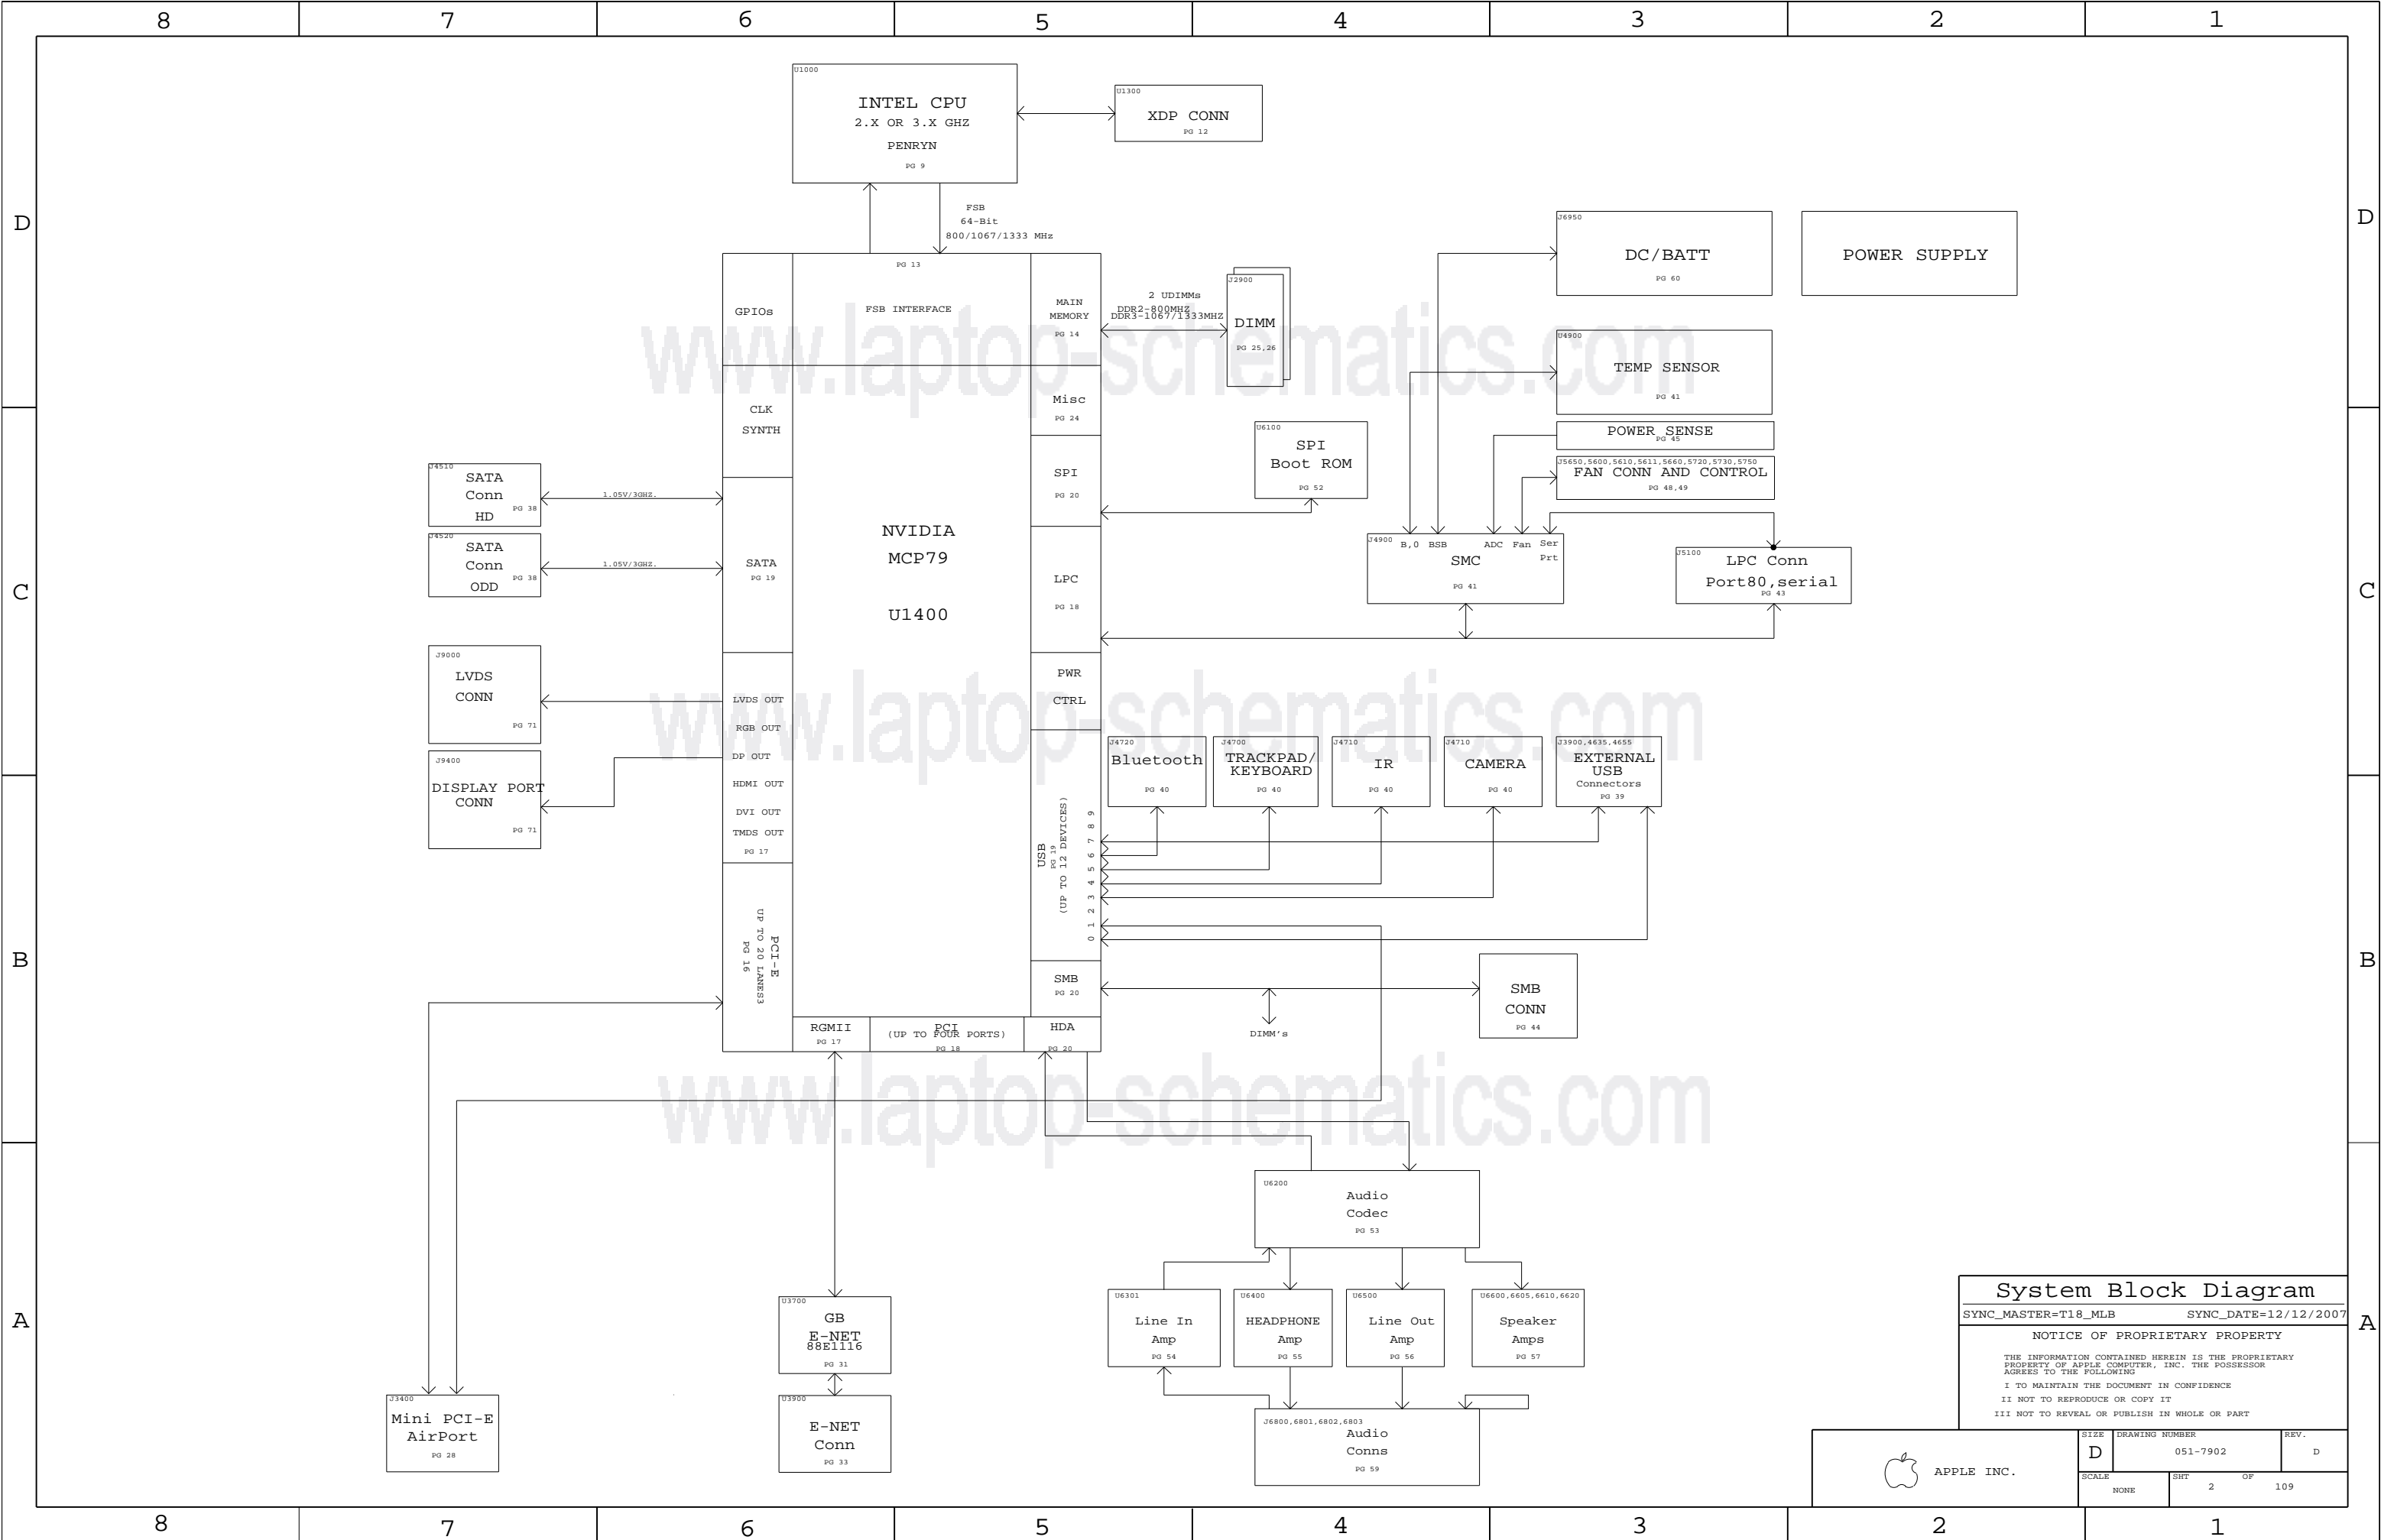 8 7 6 5 4 3 2 1
D
C
B
A
D
C
B
A
U1000
INTEL CPU
2.X OR 3.X GHZ
PENRYN
PG 9
U1300
XDP CONN
PG 12
FSB
64-Bit
800/1067/1333 MHz
J6950
DC/BATT
PG 60
POWER SUPPLY
PG 13
GPIOs
FSB INTERFACE
MAIN
MEMORY
PG 14
2 UDIMMs
DDR2-800MHZ
DDR3-1067/1333MHZ
J2900
DIMM
PG 25,26
www.laptop-schematics.com
U4900
TEMP SENSOR
PG 41
CLK
SYNTH
Misc
PG 24
POWER SENSE
PG 45
J5650,5600,5610,5611,5660,5720,5730,5750
FAN CONN AND CONTROL
PG 48,49
U6100
SPI
Boot ROM
PG 52
SPI
PG 20
J4510
SATA
Conn
HD
PG 38
1.05V/3GHZ.
J4520
SATA
Conn
ODD
PG 38
1.05V/3GHZ.
SATA
PG 19
NVIDIA
MCP79
U1400
LPC
PG 18
J4900
B,0 BSB ADC Fan Ser
Prt
SMC
PG 41
J5100
LPC Conn
Port80,serial
PG 43
J9000
LVDS
CONN
PG 71
PWR
CTRL
www.laptop-schematics.com
LVDS OUT
RGB OUT
DP OUT
HDMI OUT
DVI OUT
TMDS OUT
PG 17
J9400
DISPLAY PORT
CONN
PG 71
J4720
Bluetooth
PG 40
J4700
TRACKPAD/
KEYBOARD
PG 40
J4710
IR
PG 40
J4710
CAMERA
PG 40
J3900,4635,4655
EXTERNAL
USB
Connectors
PG 39
USB
PG 19
(UP TO 12 DEVICES)
0 1 2 3 4 5 6 7 8 9
PCI-E
UP TO 20 LANES3
PG 16
SMB
PG 20
SMB
CONN
PG 44
DIMM's
RGMII
PG 17
PCI
(UP TO FOUR PORTS)
PG 18
HDA
PG 20
www.laptop-schematics.com
U6200
Audio
Codec
PG 53
U6301
Line In
Amp
PG 54
U6400
HEADPHONE
Amp
PG 55
U6500
Line Out
Amp
PG 56
U6600,6605,6610,6620
Speaker
Amps
PG 57
U3700
GB
E-NET
88E1116
PG 31
U3900
E-NET
Conn
PG 33
J3400
Mini PCI-E
AirPort
PG 28
J6800,6801,6802,6803
Audio
Conns
PG 59
System Block Diagram
SYNC_MASTER=T18_MLB SYNC_DATE=12/12/2007
NOTICE OF PROPRIETARY PROPERTY
THE INFORMATION CONTAINED HEREIN IS THE PROPRIETARY
PROPERTY OF APPLE COMPUTER, INC. THE POSSESSOR
AGREES TO THE FOLLOWING
I TO MAINTAIN THE DOCUMENT IN CONFIDENCE
II NOT TO REPRODUCE OR COPY IT
III NOT TO REVEAL OR PUBLISH IN WHOLE OR PART
APPLE INC.
SIZE
D
DRAWING NUMBER
051-7902
REV.
D
SCALE
NONE
SHT OF
2 109
8 7 6 5 4 3 2 1